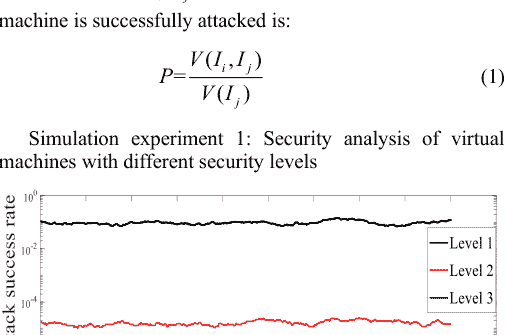 machine is successfully attacked is:
P=V(I_i,I_j)/V(I_j) (1)
Simulation experiment 1: Security analysis of virtual
machines with different security levels
10^0
10^-2
10^-4
success rate
Level 1
Level 2
Level 3